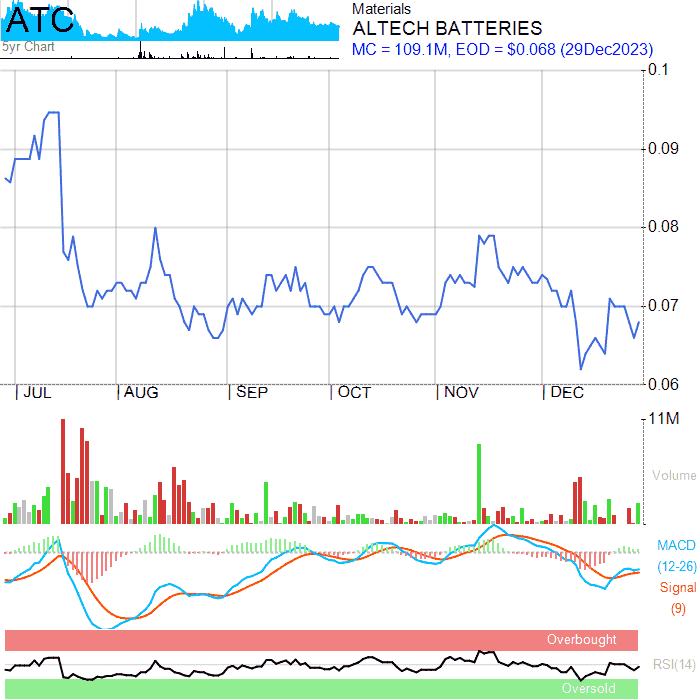 ATC
5yr Chart
Materials
ALTECH BATTERIES
MC = 109.1M, EOD = $0.068 (29Dec2023)
0.1
0.09
0.08
0.07
0.06
JUL AUG SEP OCT NOV DEC
11M
Volume
MACD
(12-26)
Signal
(9)
Overbought
RSI(14)
Oversold